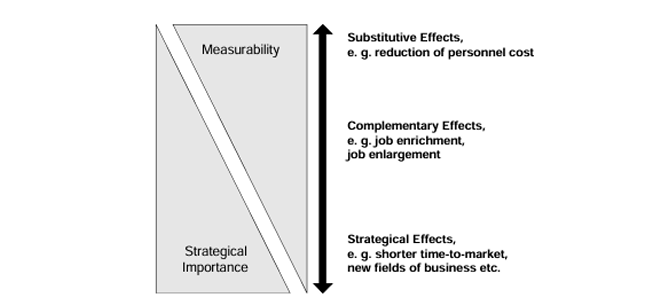 Measurability
Strategical
Importance
Substitutive Effects,
e. g. reduction of personnel cost
Complementary Effects,
e. g. job enrichment,
job enlargement
Strategical Effects,
e. g. shorter time-to-market,
new fields of business etc.